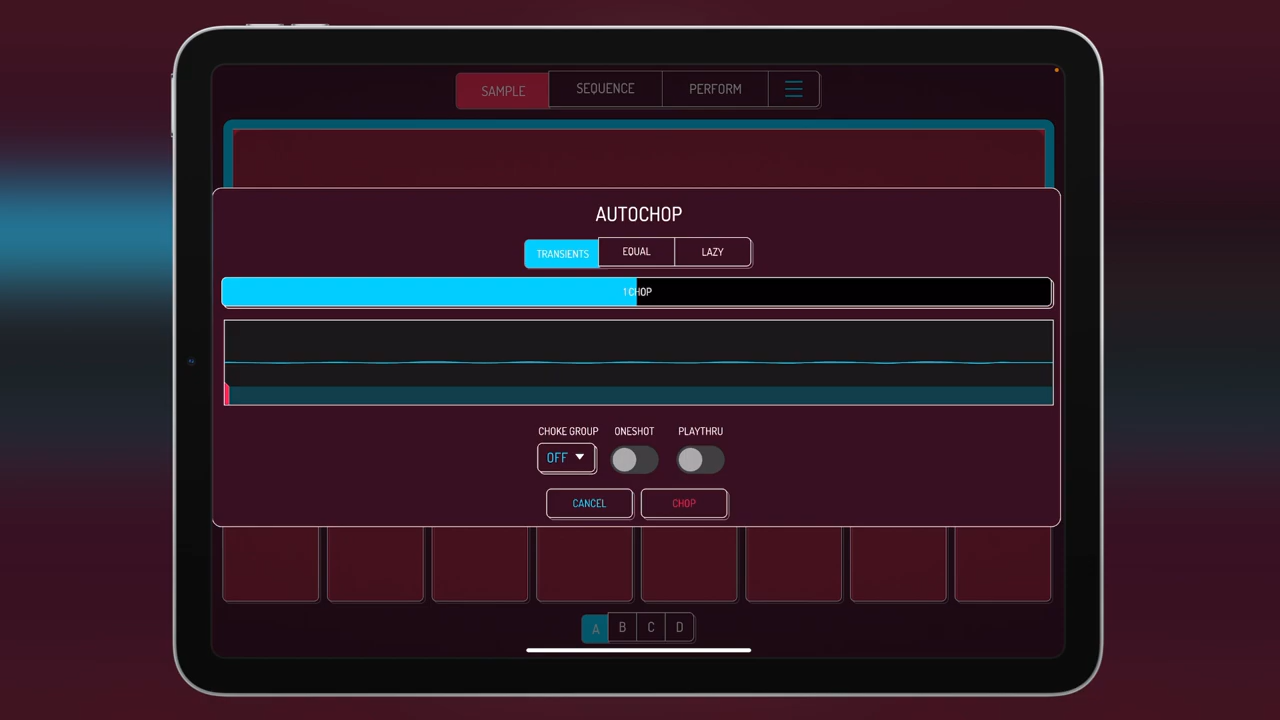 SAMPLE SEQUENCE PERFORM
AUTOCHOP
TRANSIENTS EQUAL LAZY
1 CHOP
CHOKE GROUP ONESHOT PLAYTHRU
OFF
CANCEL CHOP
A B C D